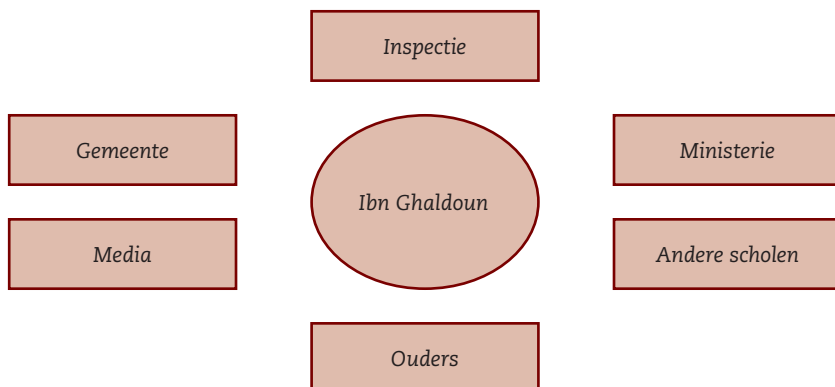 Inspectie
Gemeente
Ministerie
Ibn Ghaldoun
Media
Andere scholen
Ouders